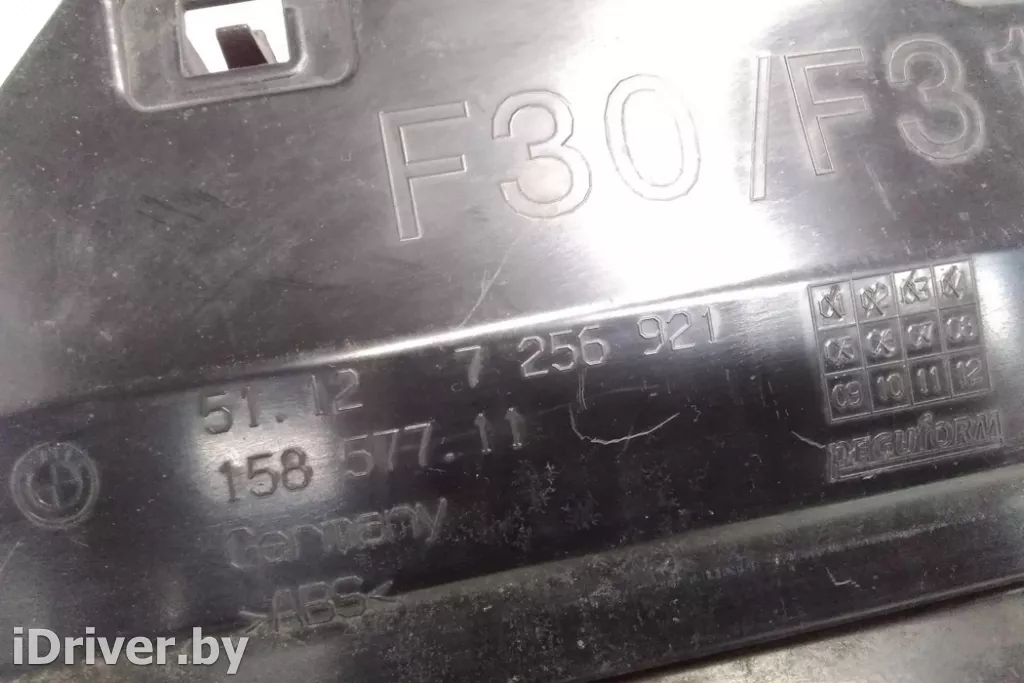 F30/F31
51.12 7 256 921
158 577.11
Germany
>ABS<
01 02 03 04
05 06 07 08
09 10 11 12
PEGUFORM
iDriver.by